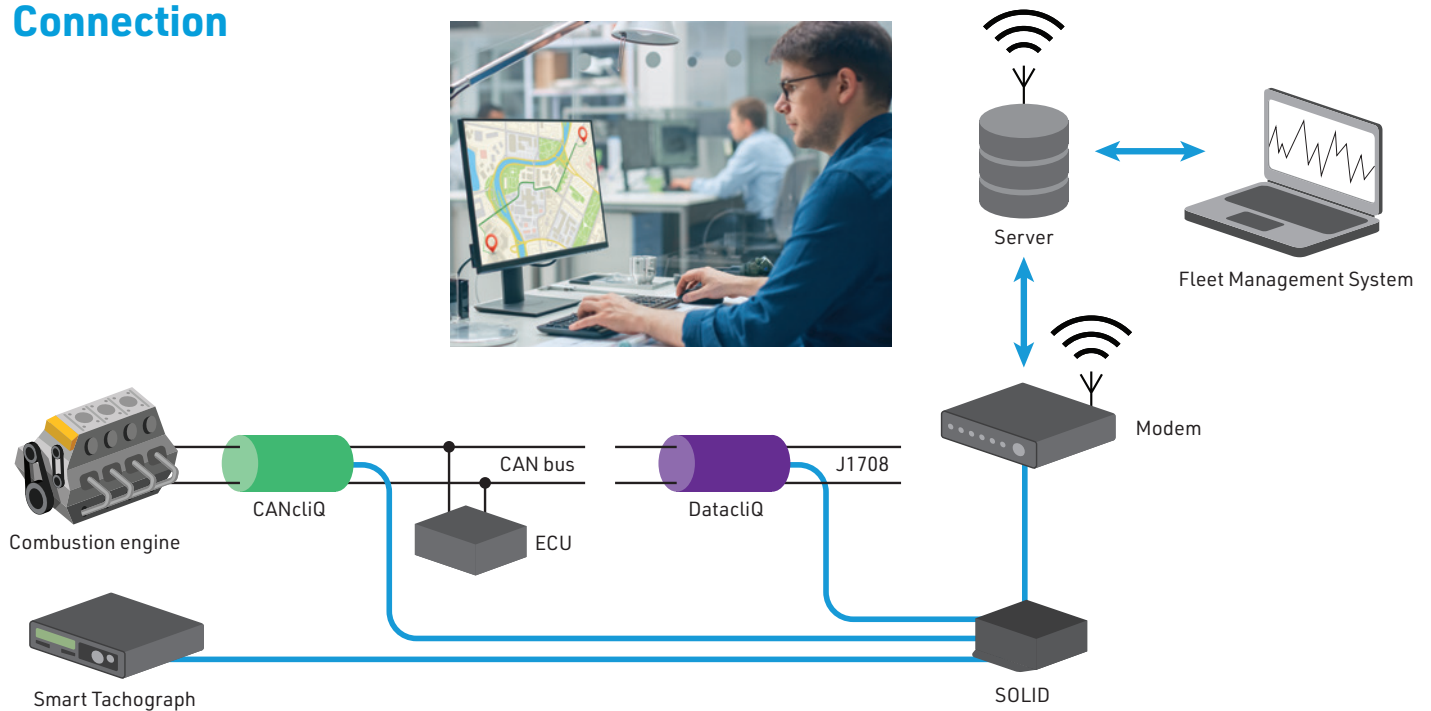 Connection
Server
Fleet Management System
Modem
CAN bus
J1708
CANcliQ
DatacliQ
ECU
Combustion engine
Smart Tachograph
SOLID